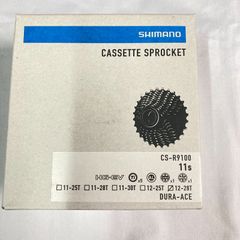 SHIMANO
CASSETTE SPROCKET
CS-R9100
11s
HG-EV
□11-25T □11-28T □11-30T □12-25T ☑12-28T
DURA-ACE